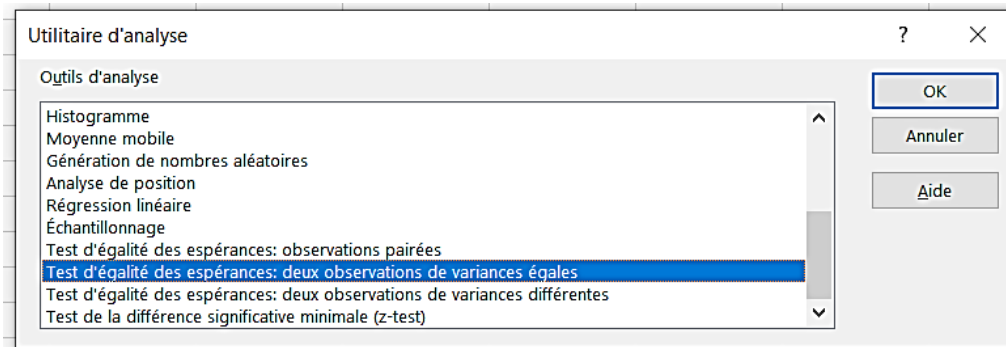 Utilitaire d'analyse ?
Outils d'analyse
Histogramme
Moyenne mobile
Génération de nombres aléatoires
Analyse de position
Régression linéaire
Échantillonnage
Test d'égalité des espérances: observations pairées
Test d'égalité des espérances: deux observations de variances égales
Test d'égalité des espérances: deux observations de variances différentes
Test de la différence significative minimale (z-test)
OK
Annuler
Aide